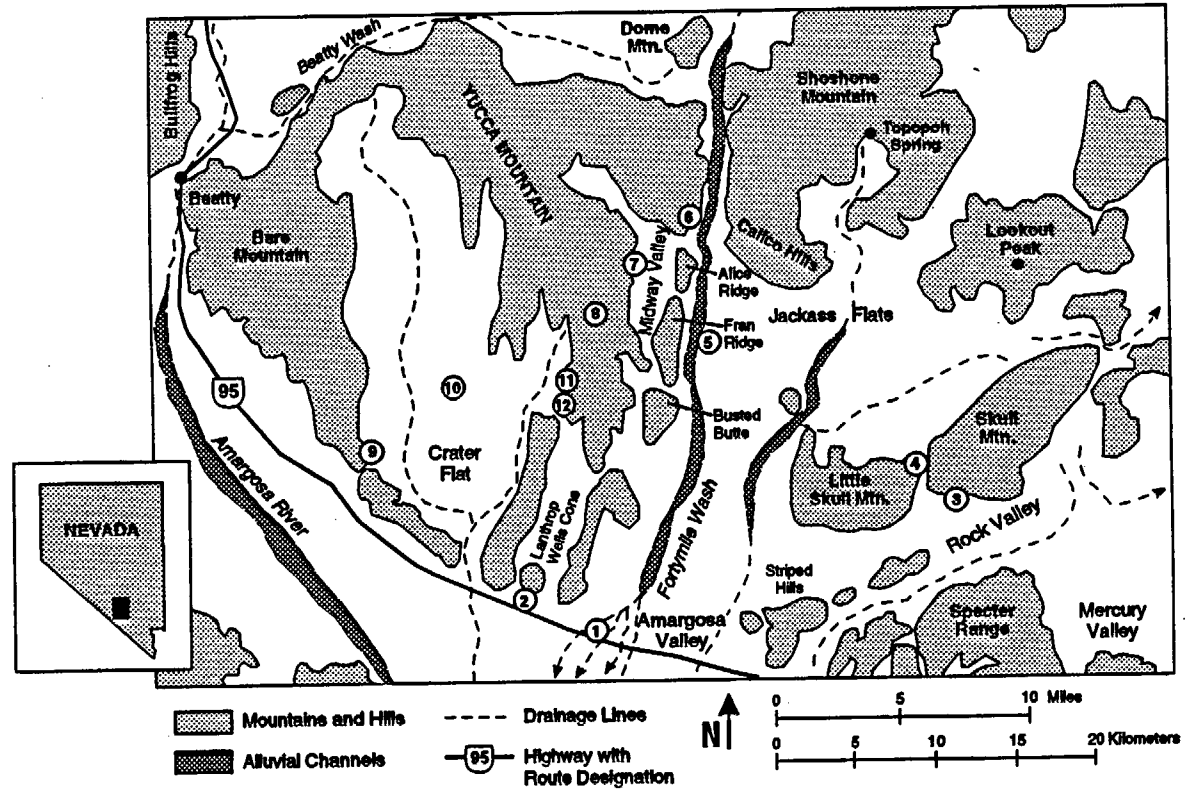 Bullfrog Hills
Beatty Wash
Dome
Mtn.
Shoshone
Mountain
YUCCA MOUNTAIN
Topopah
Spring
Beatty
Bare
Mountain
6
Calico Hills
Lookout
Peak
7
Midway Valley
Alice
Ridge
8
Jackass Flats
Fran
Ridge
5
95
10
11
12
Busted
Butte
Skull
Mtn.
9
Crater
Flat
4
Little
Skull Mtn.
3
Amargosa River
Lanthrop
Wells Cone
Fortymile Wash
Rock Valley
NEVADA
Striped
Hills
2
1
Amargosa
Valley
Specter
Range
Mercury
Valley
Mountains and Hills
Drainage Lines
Alluvial Channels
95
Highway with
Route Designation
N
0 5 10 Miles
0 5 10 15 20 Kilometers